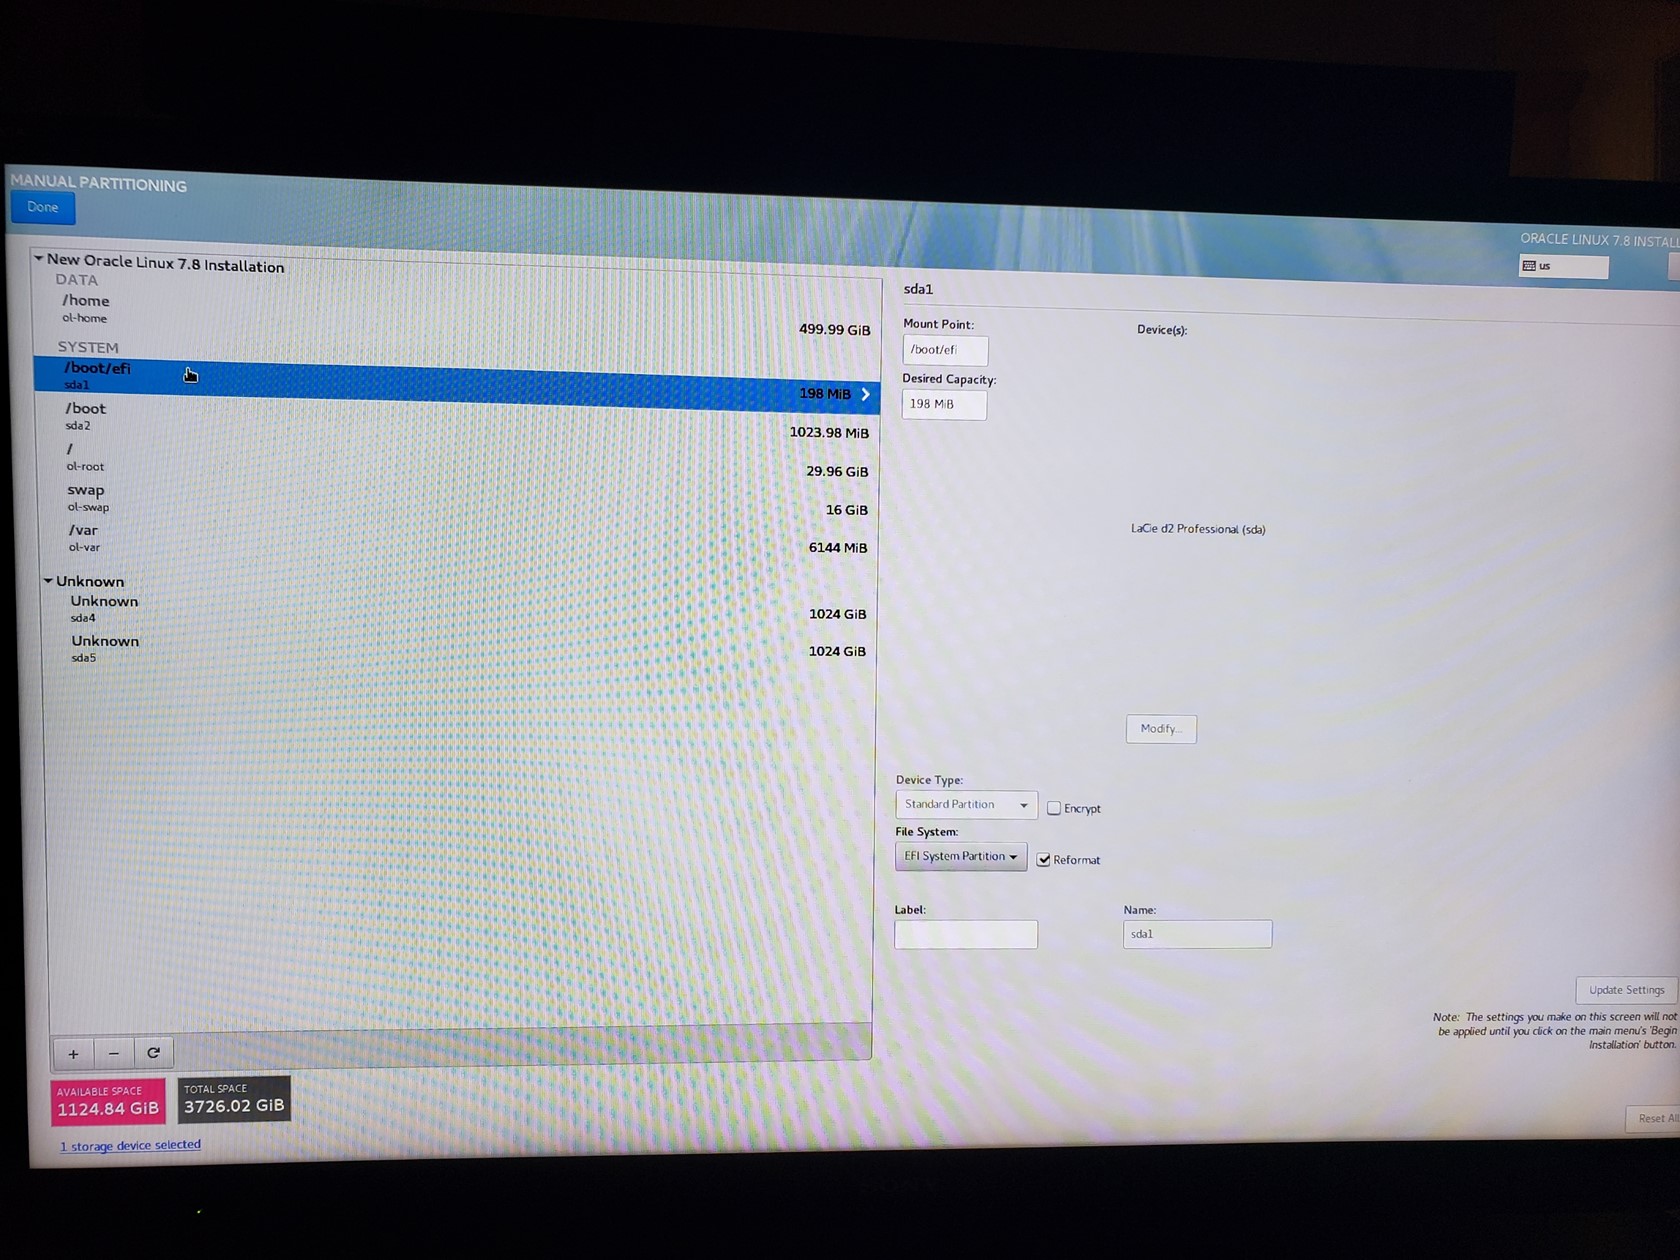 MANUAL PARTITIONING
Done
ORACLE LINUX 7.8 INSTALL
us
New Oracle Linux 7.8 Installation
DATA
/home
ol-home
499.99 GiB
SYSTEM
/boot/efi
sda1
198 MiB
/boot
sda2
1023.98 MiB
/
ol-root
29.96 GiB
swap
ol-swap
16 GiB
/var
ol-var
6144 MiB
Unknown
Unknown
sda4
1024 GiB
Unknown
sda5
1024 GiB
+ −
AVAILABLE SPACE
1124.84 GiB
TOTAL SPACE
3726.02 GiB
1 storage device selected
sda1
Mount Point:
/boot/efi
Device(s):
Desired Capacity:
198 MiB
LaCie d2 Professional (sda)
Modify...
Device Type:
Standard Partition
Encrypt
File System:
EFI System Partition
Reformat
Label:
Name:
sda1
Update Settings
Note: The settings you make on this screen will not
be applied until you click on the main menu's 'Begin
Installation' button.
Reset All